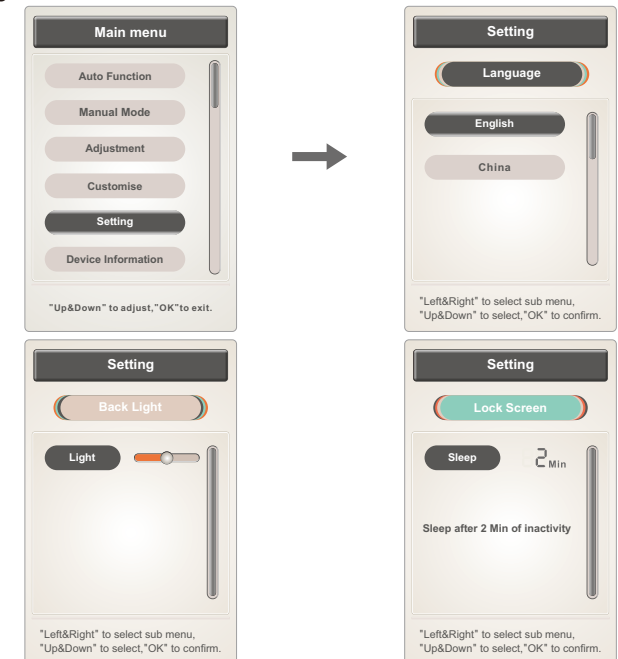 Main menu
Auto Function
Manual Mode
Adjustment
Customise
Setting
Device Information
"Up&Down" to adjust,"OK"to exit.
Setting
Language
English
China
"Left&Right" to select sub menu,
"Up&Down" to select,"OK" to confirm.
Setting
Back Light
Light
"Left&Right" to select sub menu,
"Up&Down" to select,"OK" to confirm.
Setting
Lock Screen
Sleep 2 Min
Sleep after 2 Min of inactivity
"Left&Right" to select sub menu,
"Up&Down" to select,"OK" to confirm.